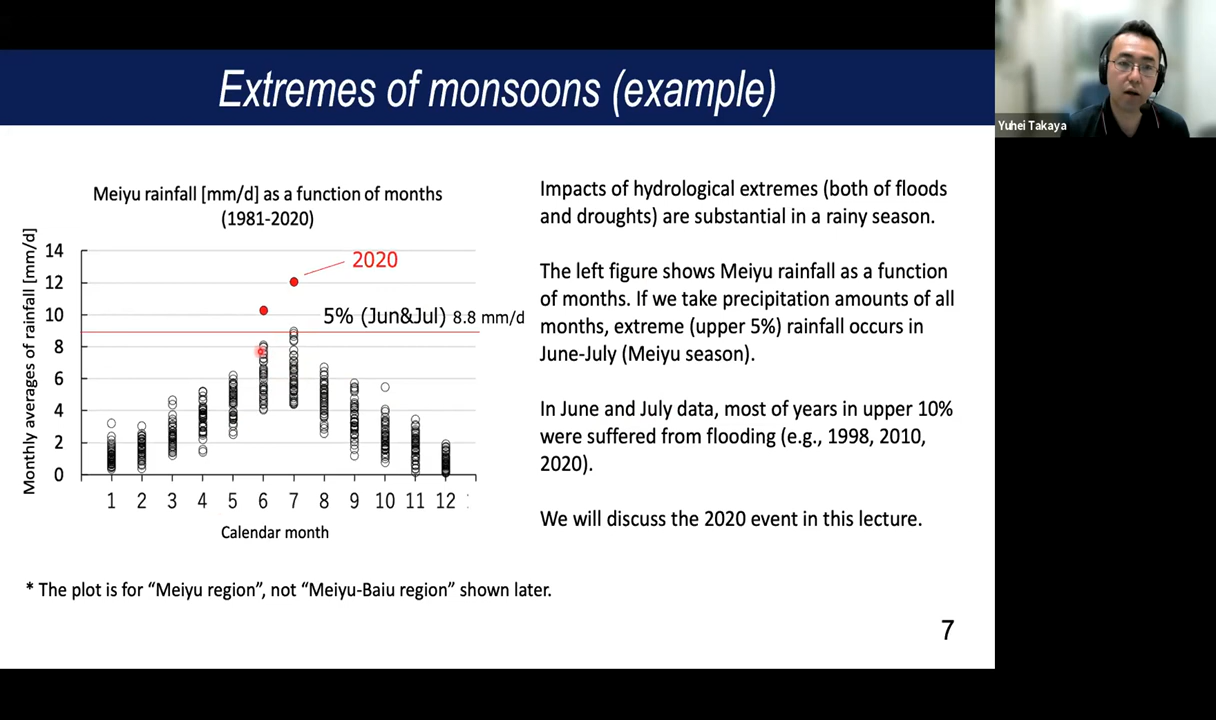 Extremes of monsoons (example)
Yuhei Takaya
Meiyu rainfall [mm/d] as a function of months
(1981-2020)
Monthly averages of rainfall [mm/d]
14
12
10
8
6
4
2
0
2020
5% (Jun&Jul) 8.8 mm/d
1 2 3 4 5 6 7 8 9 10 11 12
Calendar month
Impacts of hydrological extremes (both of floods
and droughts) are substantial in a rainy season.
The left figure shows Meiyu rainfall as a function
of months. If we take precipitation amounts of all
months, extreme (upper 5%) rainfall occurs in
June-July (Meiyu season).
In June and July data, most of years in upper 10%
were suffered from flooding (e.g., 1998, 2010,
2020).
We will discuss the 2020 event in this lecture.
* The plot is for “Meiyu region”, not “Meiyu-Baiu region” shown later.
7